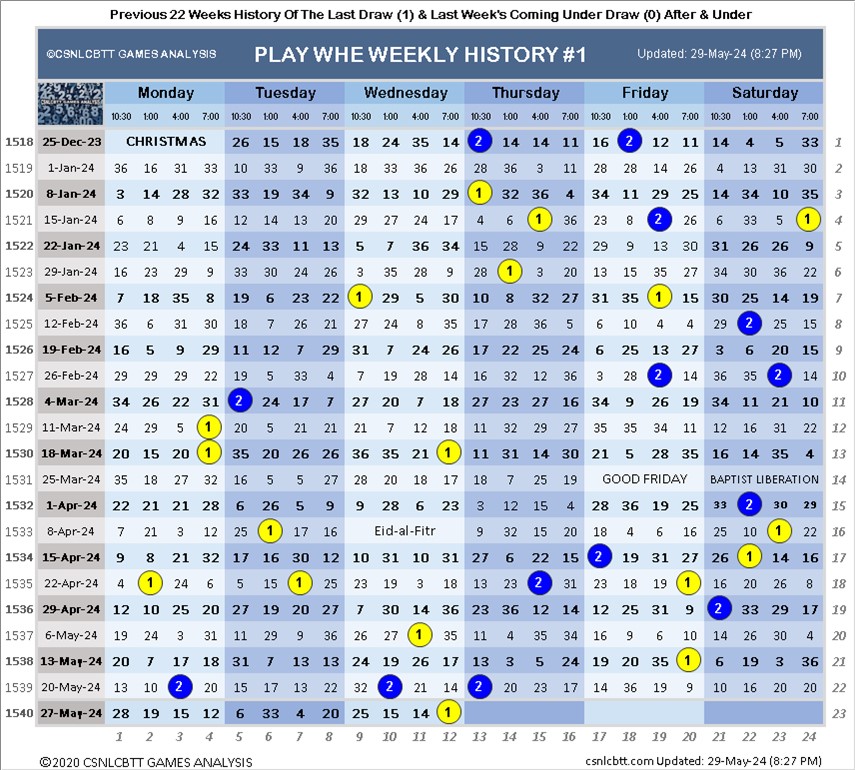 Previous 22 Weeks History Of The Last Draw (1) & Last Week's Coming Under Draw (0) After & Under
©CSNLCBTT GAMES ANALYSIS PLAY WHE WEEKLY HISTORY #1 Updated: 29-May-24 (8:27 PM)
Monday Tuesday Wednesday Thursday Friday Saturday
10:30 1:00 4:00 7:00 10:30 1:00 4:00 7:00 10:30 1:00 4:00 7:00 10:30 1:00 4:00 7:00 10:30 1:00 4:00 7:00 10:30 1:00 4:00 7:00
1518 25-Dec-23 CHRISTMAS 26 15 18 35 18 24 35 14 2 14 14 11 16 2 12 11 14 4 5 33 1
1519 1-Jan-24 36 16 31 33 10 33 9 36 18 33 36 26 28 36 3 11 28 28 14 26 4 13 31 30 2
1520 8-Jan-24 3 14 28 32 33 19 34 9 32 13 10 29 1 32 36 4 34 11 29 25 14 34 10 35 3
1521 15-Jan-24 6 8 9 16 12 14 13 20 29 27 24 17 4 6 1 36 23 8 2 26 6 33 5 1 4
1522 22-Jan-24 23 21 4 15 24 33 11 13 5 7 36 34 15 28 9 22 29 9 13 30 31 26 26 9 5
1523 29-Jan-24 16 23 29 9 33 30 24 26 3 35 28 9 28 1 3 20 13 15 35 27 34 30 36 22 6
1524 5-Feb-24 7 18 35 8 19 6 23 22 1 29 5 30 10 8 32 27 31 35 1 15 30 25 14 19 7
1525 12-Feb-24 36 6 31 30 18 7 26 21 27 24 8 35 17 28 36 5 6 10 4 4 29 2 25 15 8
1526 19-Feb-24 16 5 9 29 11 12 7 29 31 7 24 26 17 22 25 24 6 25 13 27 3 6 20 15 9
1527 26-Feb-24 29 29 29 22 19 5 33 4 7 19 28 14 16 32 12 36 3 28 2 14 36 35 2 14 10
1528 4-Mar-24 34 26 22 31 2 24 17 7 27 20 7 18 27 23 27 16 34 9 26 19 34 11 21 10 11
1529 11-Mar-24 24 29 5 1 20 5 21 21 21 7 12 18 11 32 27 27 35 35 34 11 12 16 31 22 12
1530 18-Mar-24 20 15 20 1 35 20 26 26 36 35 21 1 11 31 14 30 21 5 28 35 16 14 35 4 13
1531 25-Mar-24 35 18 27 32 16 5 5 27 28 20 18 17 18 7 25 19 GOOD FRIDAY BAPTIST LIBERATION 14
1532 1-Apr-24 22 21 21 28 6 26 5 9 9 28 6 23 3 12 15 4 28 36 19 25 33 2 30 29 15
1533 8-Apr-24 7 21 3 12 25 1 17 16 Eid-al-Fitr 9 32 15 20 18 4 6 16 25 10 1 22 16
1534 15-Apr-24 9 8 21 32 17 16 30 12 10 31 10 31 27 6 22 15 2 19 31 27 26 1 14 16 17
1535 22-Apr-24 4 1 24 6 5 15 1 25 23 19 3 18 13 23 2 31 23 18 19 1 16 20 26 18 8
1536 29-Apr-24 12 10 25 20 27 19 20 27 7 30 14 36 23 36 12 14 12 25 31 9 2 33 29 17 19
1537 6-May-24 19 24 3 31 11 29 9 36 26 27 1 35 11 4 35 34 16 9 6 10 14 26 30 4 20
1538 13-May-24 20 7 17 18 31 7 13 13 24 19 26 17 13 3 5 24 19 20 35 1 6 19 3 36 21
1539 20-May-24 13 10 2 20 15 17 13 22 32 2 21 14 2 20 23 17 14 36 19 9 10 16 20 20 22
1540 27-May-24 28 19 15 12 6 33 4 20 25 15 14 1 23
1 2 3 4 5 6 7 8 9 10 11 12 13 14 15 16 17 18 19 20 21 22 23 24
©2020 CSNLCBTT GAMES ANALYSIS csnlcbtt.com Updated: 29-May-24 (8:27 PM)